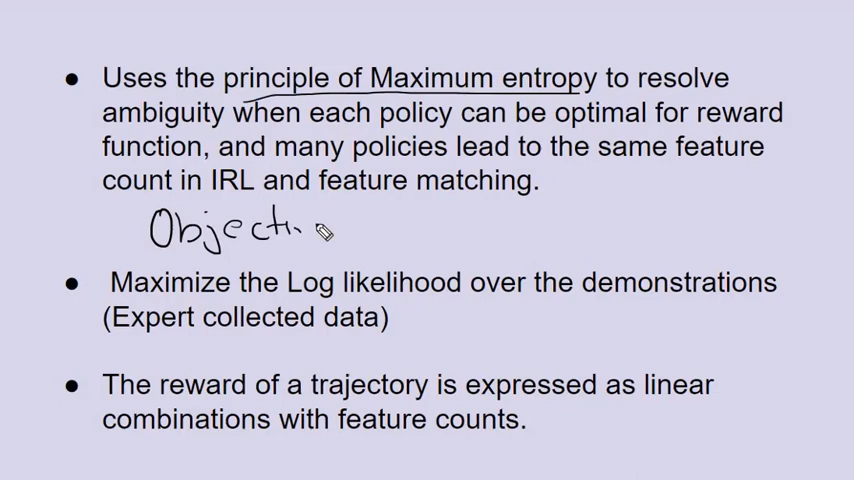 ● Uses the principle of Maximum entropy to resolve
ambiguity when each policy can be optimal for reward
function, and many policies lead to the same feature
count in IRL and feature matching.
Objecti
● Maximize the Log likelihood over the demonstrations
(Expert collected data)
● The reward of a trajectory is expressed as linear
combinations with feature counts.